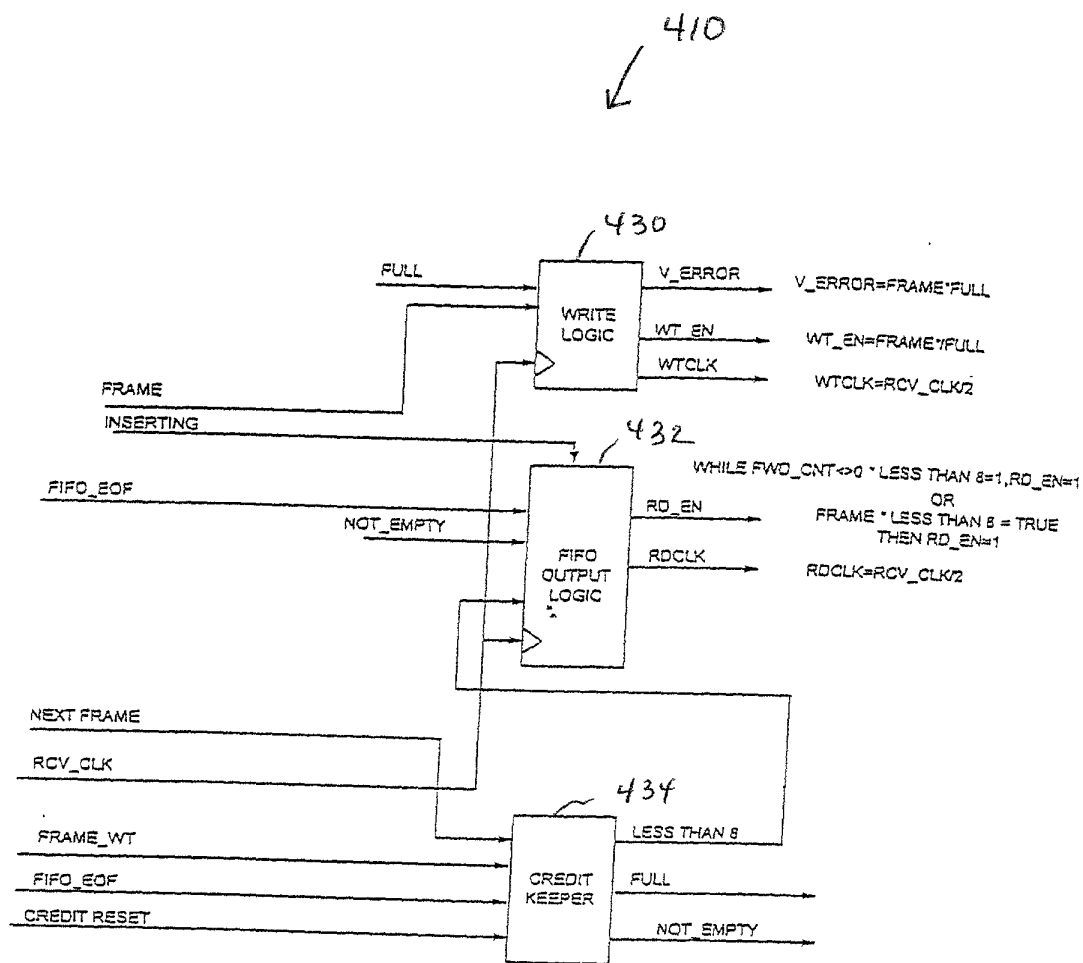 410
430
FULL
V_ERROR
V_ERROR=FRAME*FULL
WRITE
LOGIC
WT_EN
WT_EN=FRAME*/FULL
WTCLK
WTCLK=RCV_CLK/2
FRAME
INSERTING
432
WHILE FWD_CNT<>0 * LESS THAN 8=1,RD_EN=1
OR
FRAME * LESS THAN 8 = TRUE
THEN RD_EN=1
FIFO_EOF
RD_EN
NOT_EMPTY
FIFO
OUTPUT
LOGIC
RDCLK
RDCLK=RCV_CLK/2
NEXT FRAME
RCV_CLK
434
FRAME_WT
LESS THAN 8
FIFO_EOF
CREDIT
KEEPER
FULL
CREDIT RESET
NOT_EMPTY